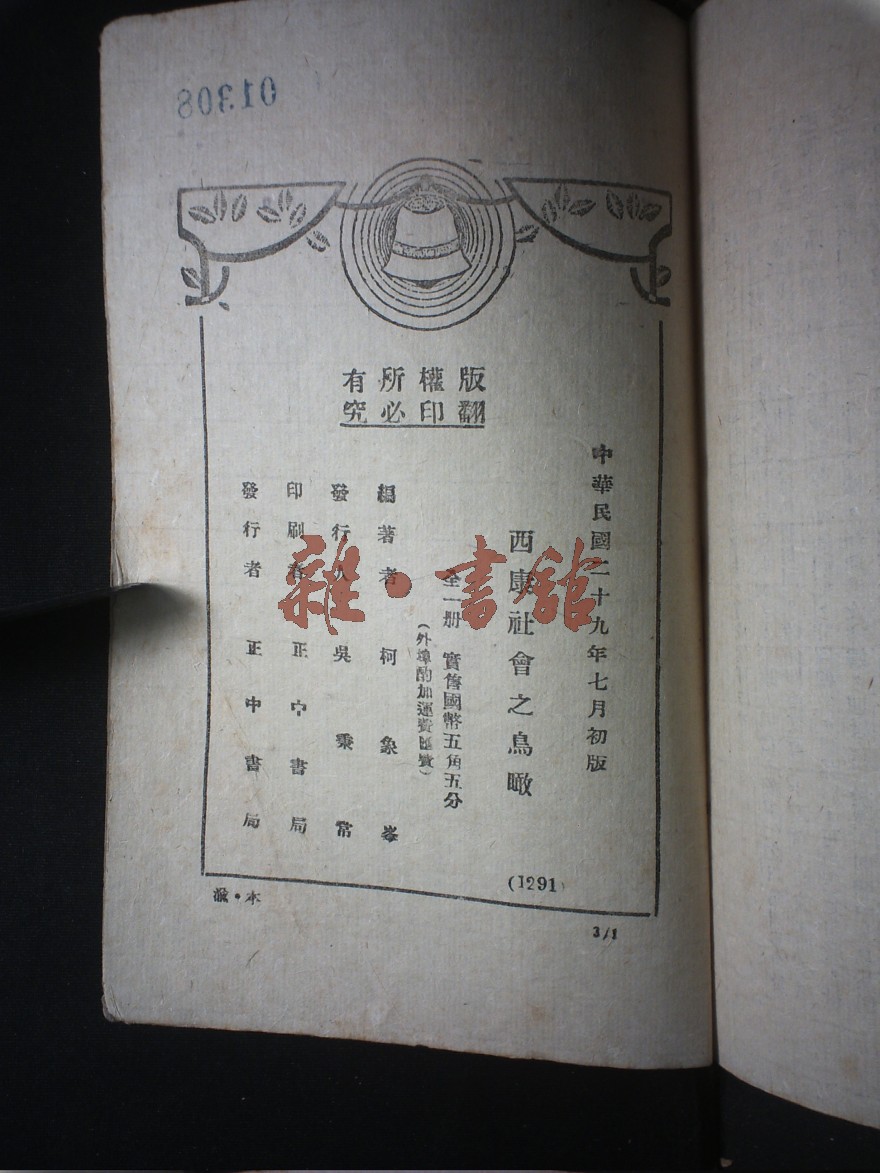 01308
版權所有
翻印必究
中華民國二十九年七月初版
西康社會之鳥瞰
全一册 實售國幣五角五分
(外埠酌加運費匯費)
編著者 柯象峯
發行人 吳秉常
印刷者 正中書局
發行者 正中書局
(1291)
本
3/1
雜·書館